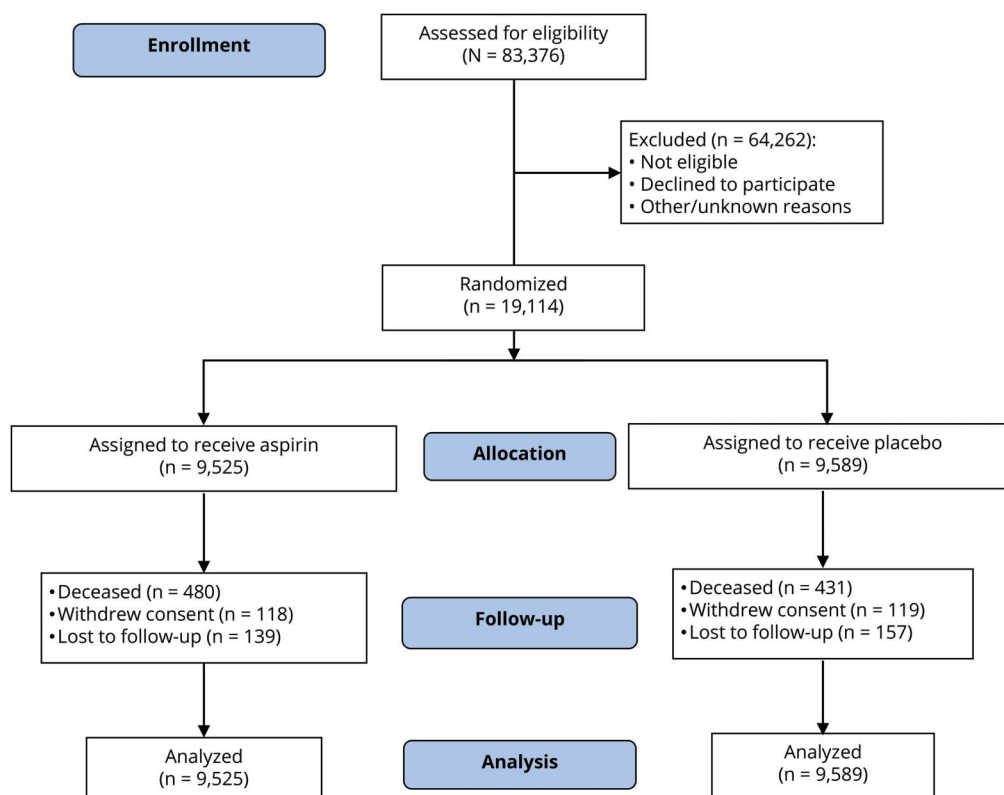 Enrollment
Assessed for eligibility
(N = 83,376)
Excluded (n = 64,262):
• Not eligible
• Declined to participate
• Other/unknown reasons
Randomized
(n = 19,114)
Assigned to receive aspirin
(n = 9,525)
Allocation
Assigned to receive placebo
(n = 9,589)
•Deceased (n = 480)
•Withdrew consent (n = 118)
•Lost to follow-up (n = 139)
Follow-up
•Deceased (n = 431)
•Withdrew consent (n = 119)
•Lost to follow-up (n = 157)
Analyzed
(n = 9,525)
Analysis
Analyzed
(n = 9,589)